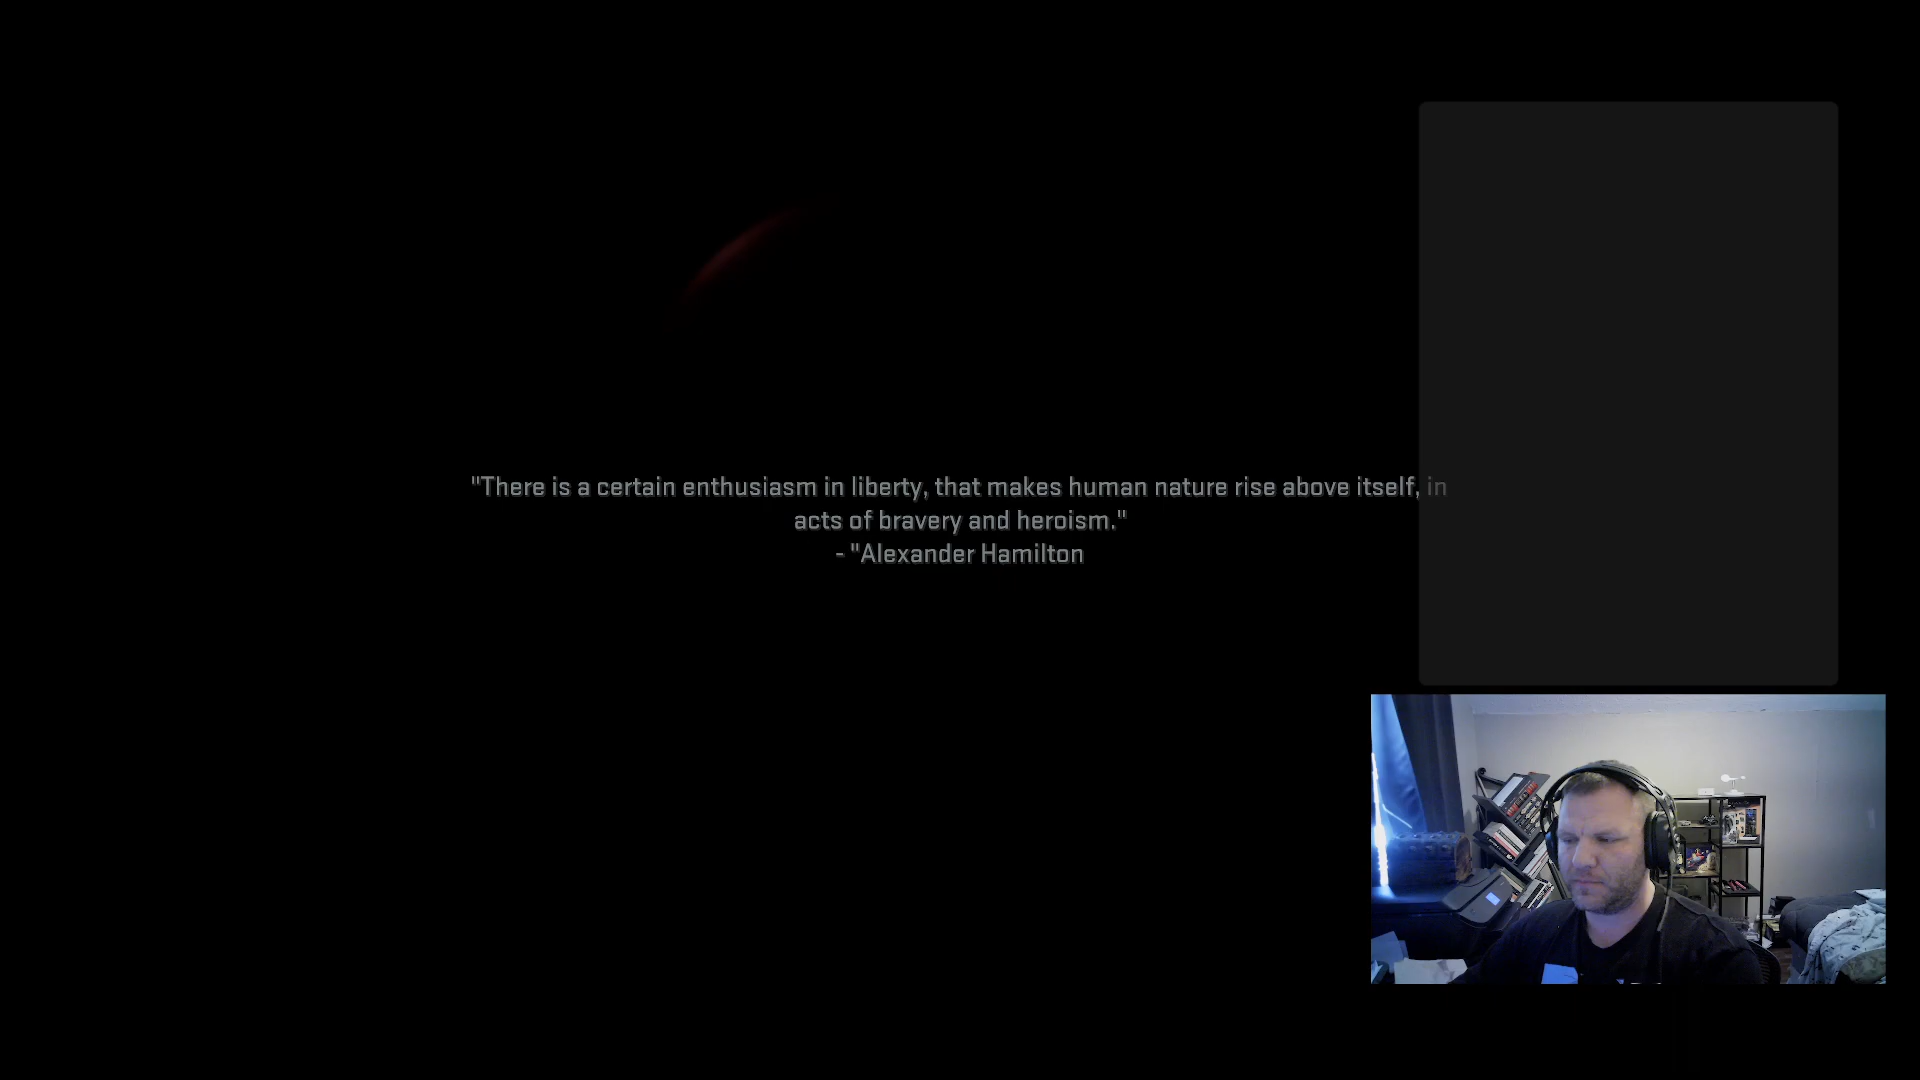 "There is a certain enthusiasm in liberty, that makes human nature rise above itself, in
acts of bravery and heroism."
- "Alexander Hamilton